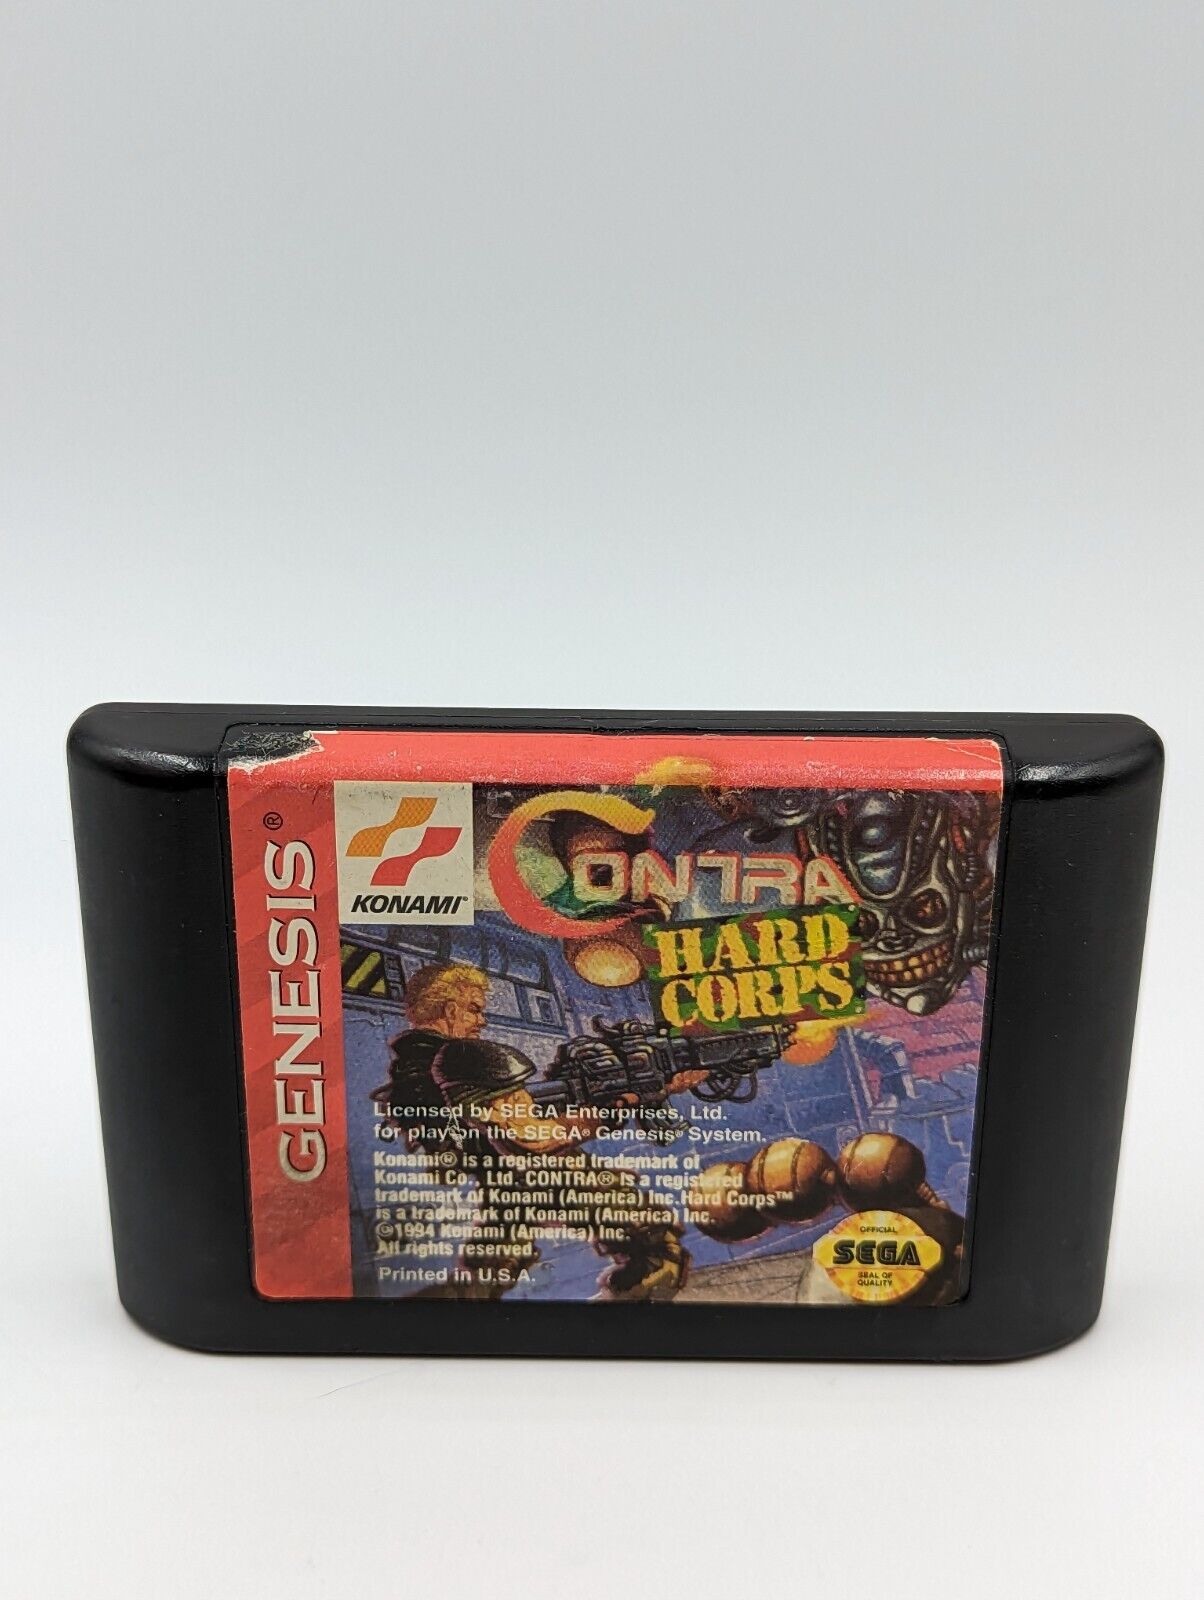 GENESIS®
KONAMI®
CONTRA
HARD
CORPS
Licensed by SEGA Enterprises, Ltd.
for play on the SEGA® Genesis® System.
Konami® is a registered trademark of
Konami Co., Ltd. CONTRA® is a registered
trademark of Konami (America) Inc. Hard Corps™
is a trademark of Konami (America) Inc.
©1994 Konami (America) Inc.
All rights reserved.
Printed in U.S.A.
OFFICIAL
SEGA
SEAL OF
QUALITY